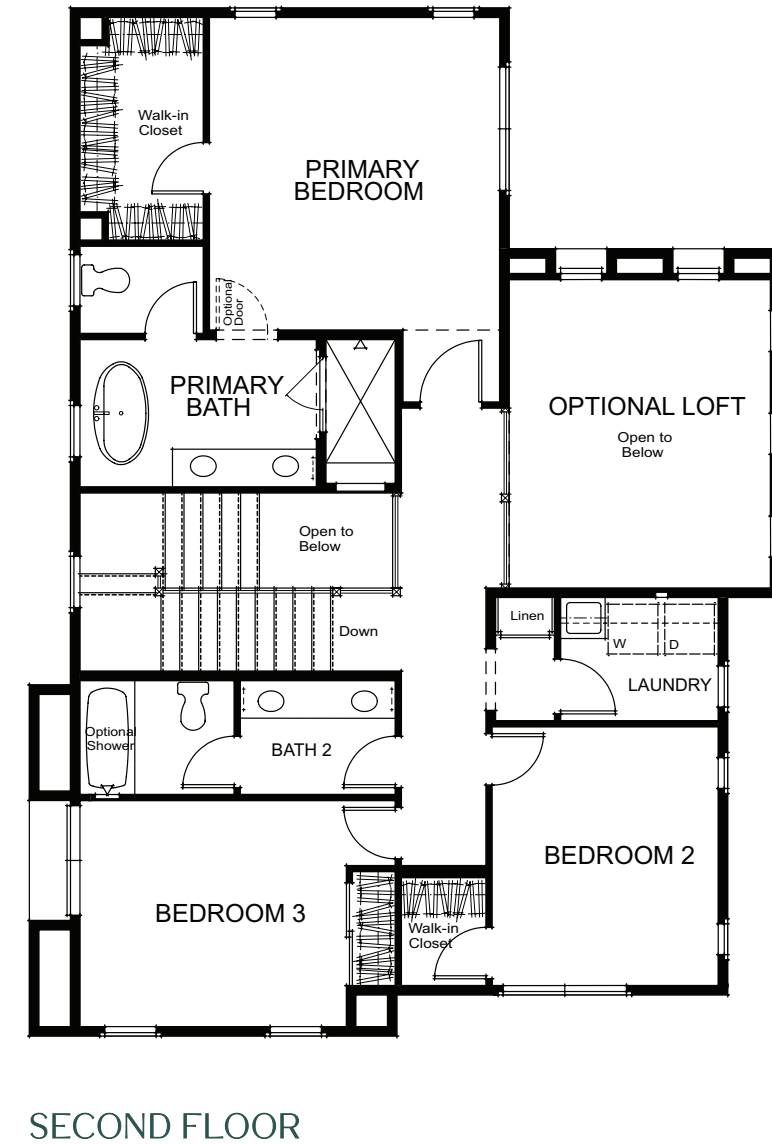 Walk-in
Closet
PRIMARY
BEDROOM
Optional
Door
PRIMARY
BATH
OPTIONAL LOFT
Open to
Below
Open to
Below
Down
Linen
W
D
LAUNDRY
Optional
Shower
BATH 2
BEDROOM 2
BEDROOM 3
Walk-in
Closet
SECOND FLOOR